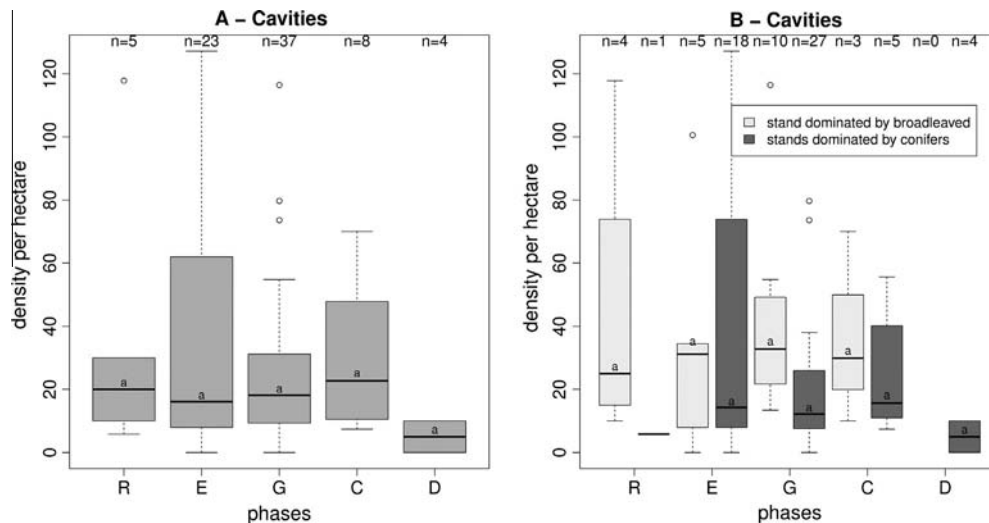 A – Cavities
n=5 n=23 n=37 n=8 n=4
density per hectare
120
100
80
60
40
20
0
a a a a a
R E G C D
phases
B – Cavities
n=4 n=1 n=5 n=18 n=10 n=27 n=3 n=5 n=0 n=4
stand dominated by broadleaved
stands dominated by conifers
density per hectare
120
100
80
60
40
20
0
a a a a a a a a
R E G C D
phases